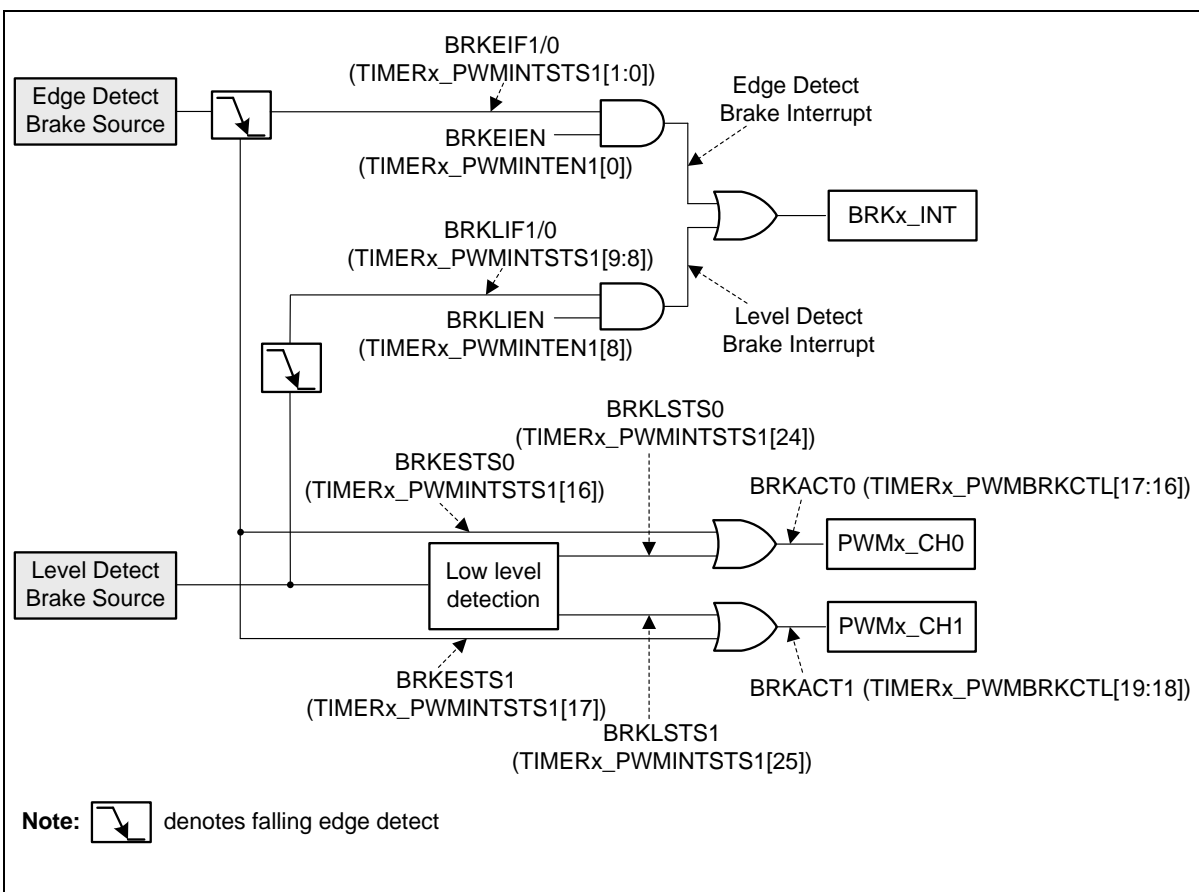 BRKEIF1/0
(TIMERx_PWMINTSTS1[1:0])
Edge Detect
Brake Source
Edge Detect
Brake Interrupt
BRKEIEN
(TIMERx_PWMINTEN1[0])
BRKx_INT
BRKLIF1/0
(TIMERx_PWMINTSTS1[9:8])
BRKLIEN
(TIMERx_PWMINTEN1[8])
Level Detect
Brake Interrupt
BRKLSTS0
(TIMERx_PWMINTSTS1[24])
BRKESTS0
(TIMERx_PWMINTSTS1[16])
BRKACT0 (TIMERx_PWMBRKCTL[17:16])
PWMx_CH0
Level Detect
Brake Source
Low level
detection
PWMx_CH1
BRKESTS1
(TIMERx_PWMINTSTS1[17])
BRKACT1 (TIMERx_PWMBRKCTL[19:18])
BRKLSTS1
(TIMERx_PWMINTSTS1[25])
Note: denotes falling edge detect